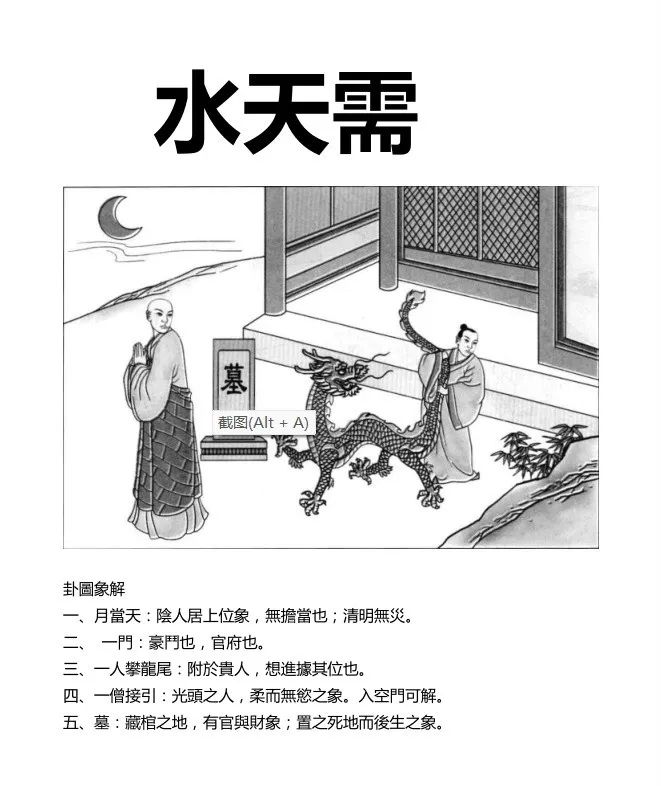 水天需
墓
截图(Alt + A)
卦圖象解
一、月當天：陰人居上位象，無擔當也；清明無災。
二、 一門：豪鬥也，官府也。
三、一人攀龍尾：附於貴人，想進據其位也。
四、一僧接引：光頭之人，柔而無慾之象。入空門可解。
五、墓：藏棺之地，有官與財象；置之死地而後生之象。